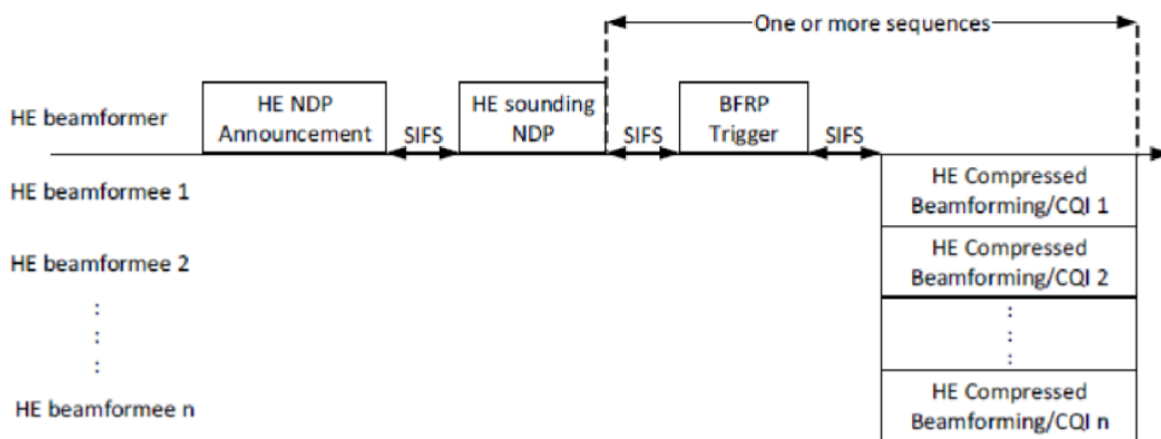 One or more sequences
HE beamformer
HE NDP
Announcement
SIFS
HE sounding
NDP
SIFS
BFRP
Trigger
SIFS
HE beamformee 1
HE Compressed
Beamforming/CQI 1
HE beamformee 2
HE Compressed
Beamforming/CQI 2
:
:
:
:
:
:
HE beamformee n
HE Compressed
Beamforming/CQI n